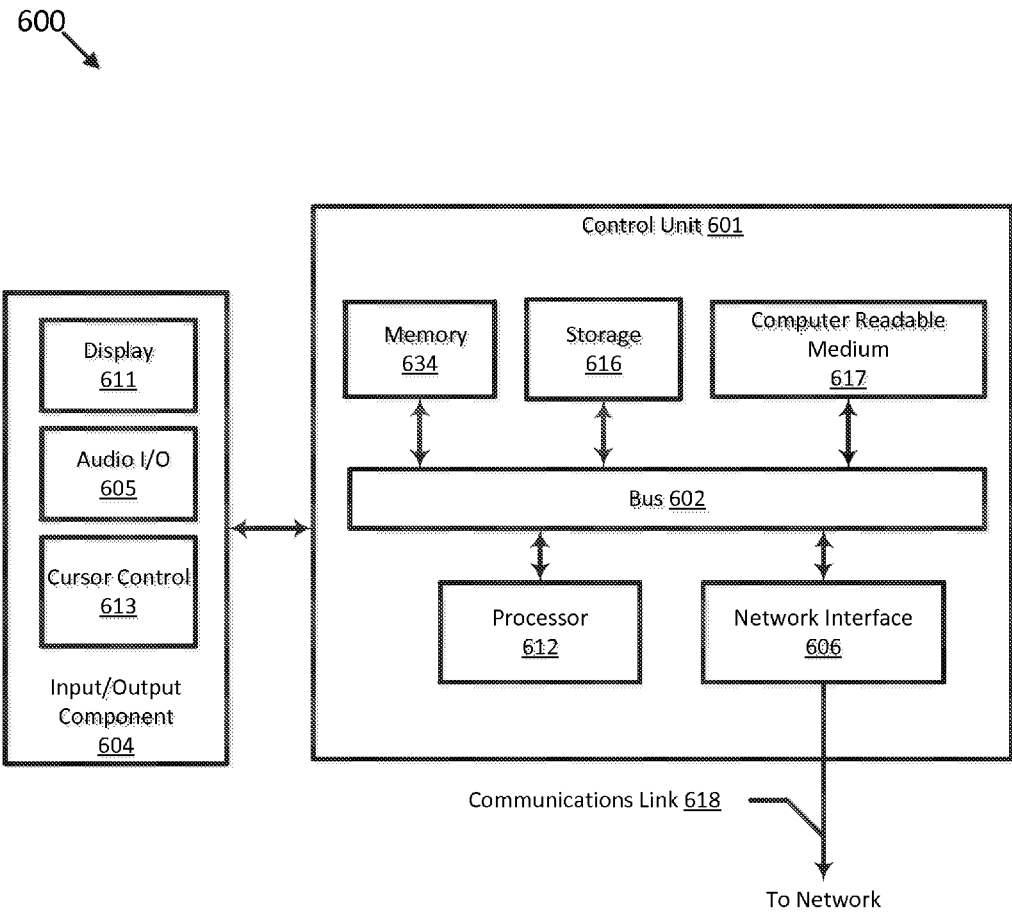 600
Control Unit 601
Memory
634
Storage
616
Computer Readable
Medium
617
Display
611
Audio I/O
605
Cursor Control
613
Input/Output
Component
604
Bus 602
Processor
612
Network Interface
606
Communications Link 618
To Network